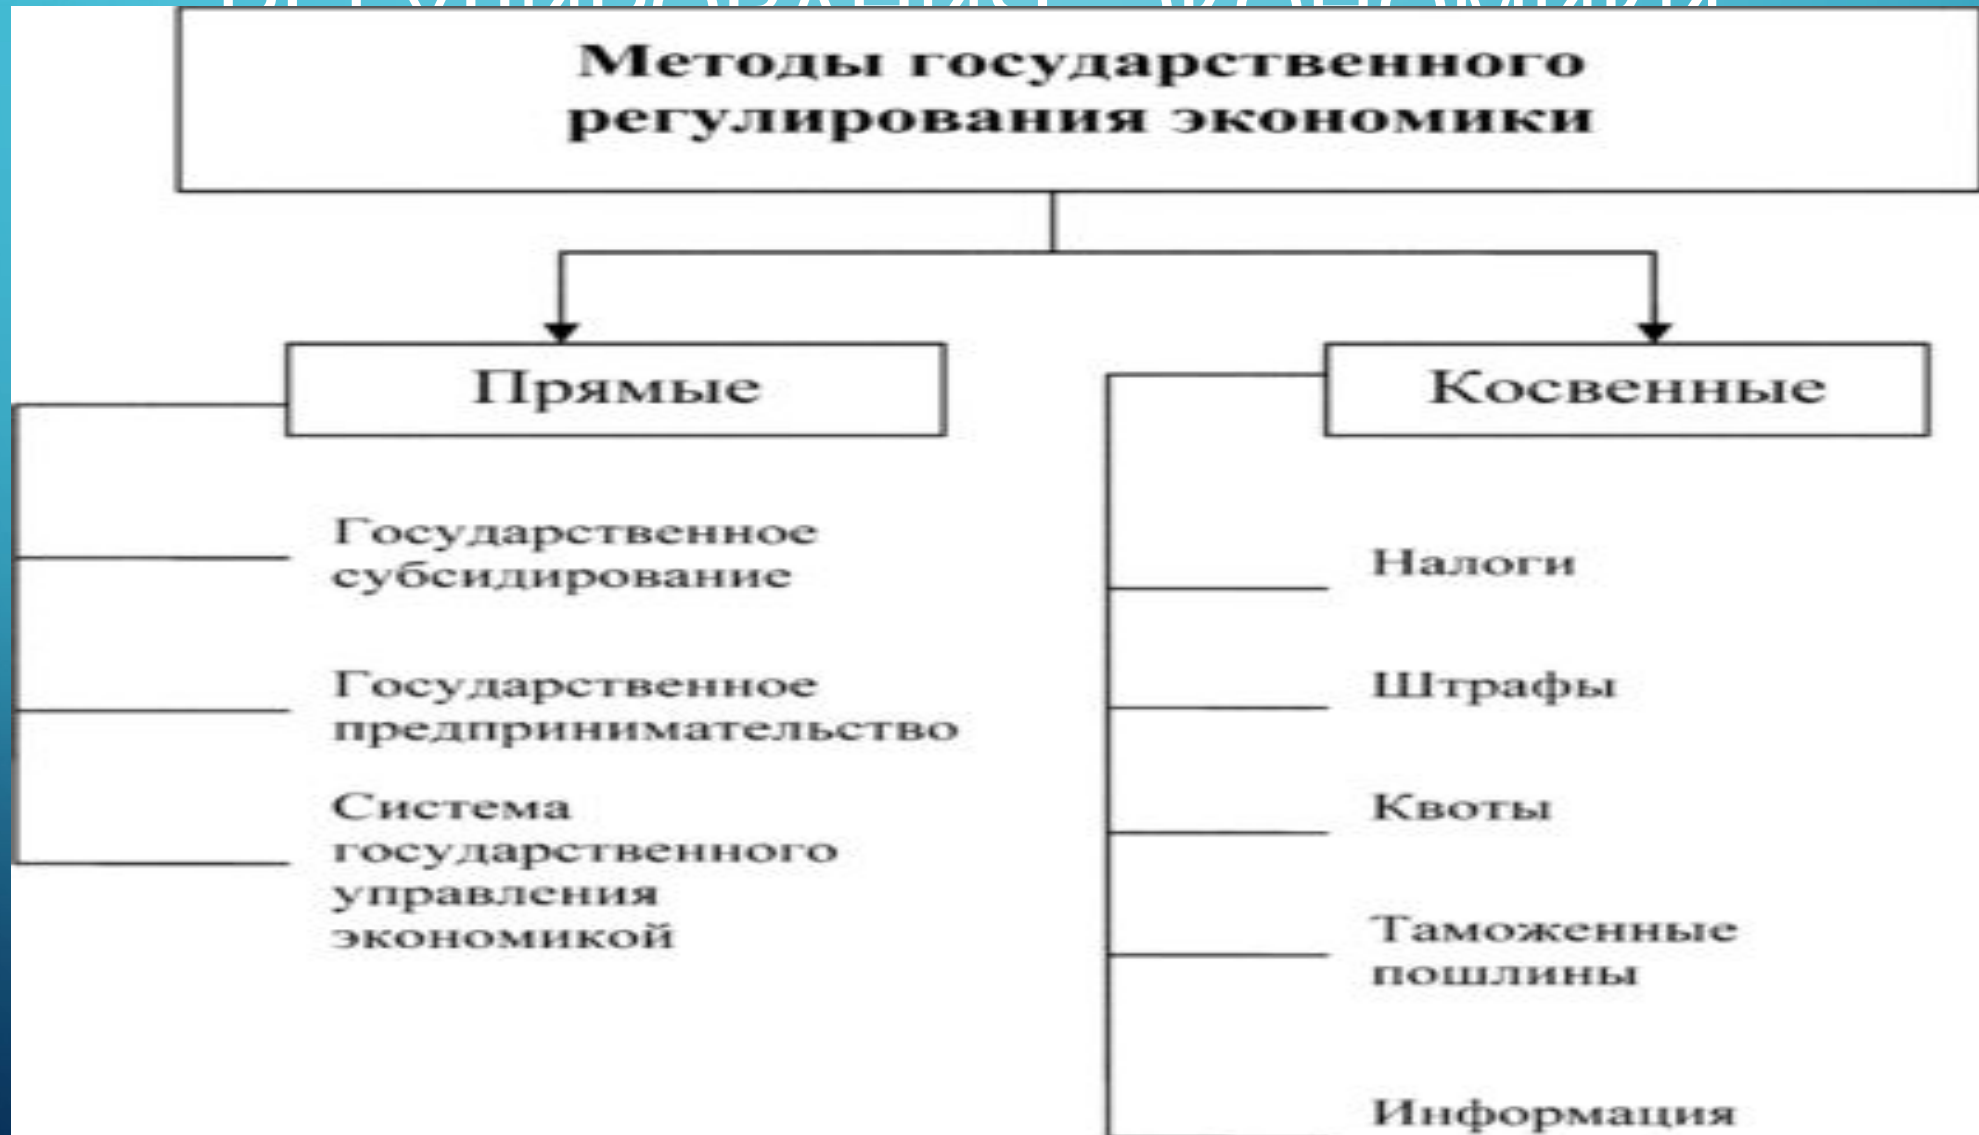 Методы государственного
регулирования экономики
Прямые
Государственное
субсидирование
Государственное
предпринимательство
Система
государственного
управления
экономикой
Косвенные
Налоги
Штрафы
Квоты
Таможенные
пошлины
Информация